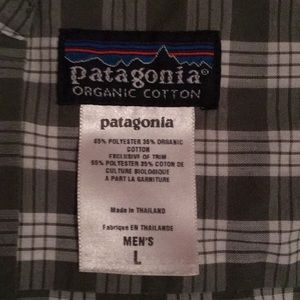 patagonia®
ORGANIC COTTON
patagonia
65% POLYESTER 35% ORGANIC
COTTON
EXCLUSIVE OF TRIM
65% POLYESTER 35% COTON DE
CULTURE BIOLOGIQUE
A PART LA GARNITURE
Made in THAILAND
Fabrique EN THAILANDE
MEN'S
L